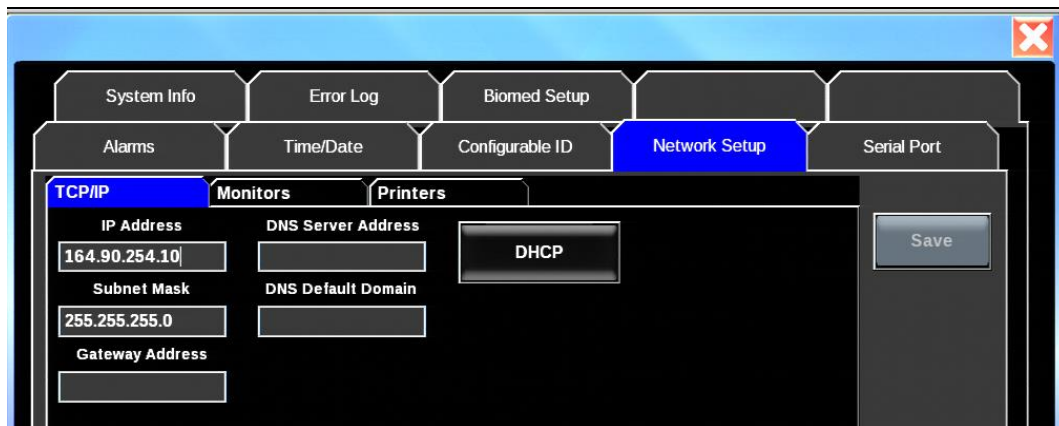 System Info
Error Log
Biomed Setup
Alarms
Time/Date
Configurable ID
Network Setup
Serial Port
TCP/IP
Monitors
Printers
IP Address
DNS Server Address
164.90.254.10
DHCP
Save
Subnet Mask
DNS Default Domain
255.255.255.0
Gateway Address